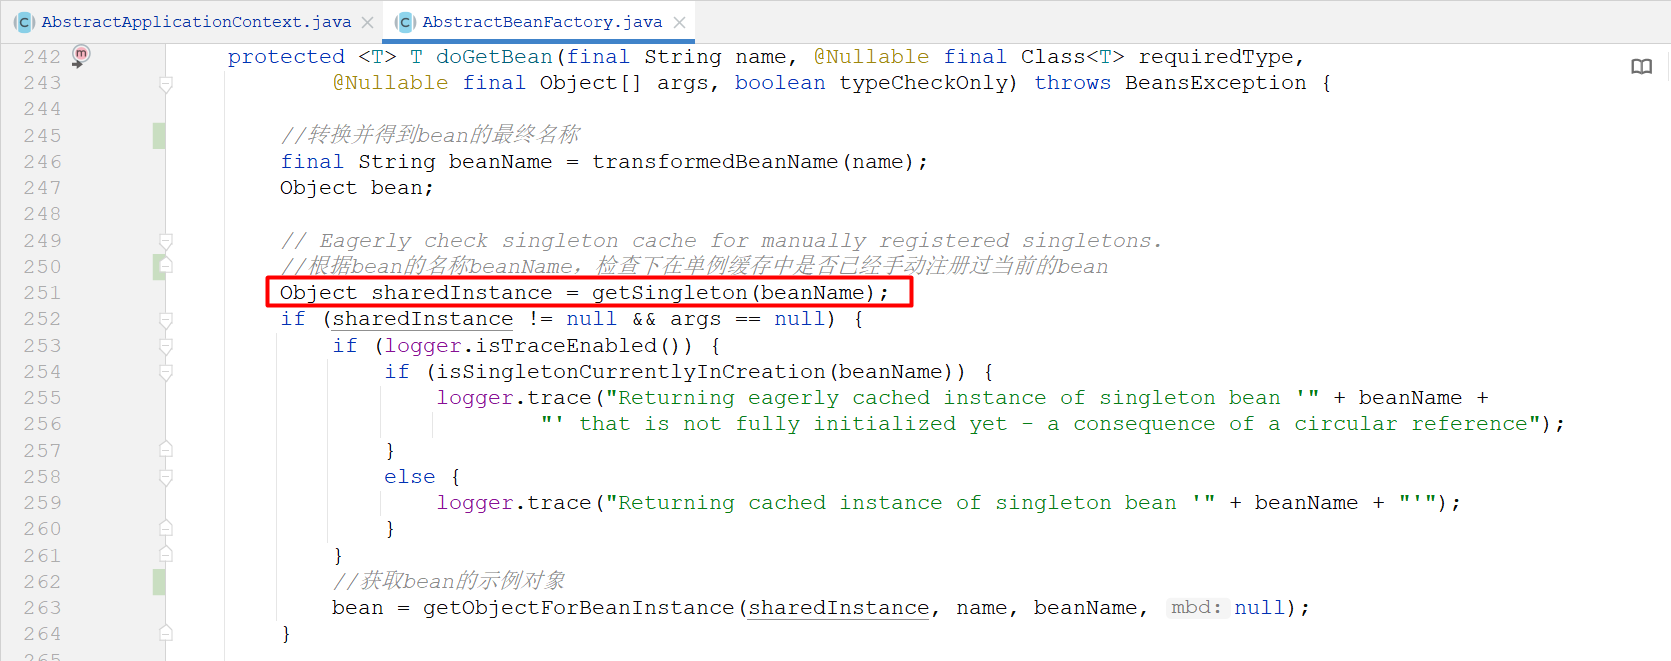 AbstractApplicationContext.java AbstractBeanFactory.java
242 protected <T> T doGetBean(final String name, @Nullable final Class<T> requiredType,
243 @Nullable final Object[] args, boolean typeCheckOnly) throws BeansException {
244
245 //转换并得到bean的最终名称
246 final String beanName = transformedBeanName(name);
247 Object bean;
248
249 // Eagerly check singleton cache for manually registered singletons.
250 //根据bean的名称beanName，检查下在单例缓存中是否已经手动注册过当前的bean
251 Object sharedInstance = getSingleton(beanName);
252 if (sharedInstance != null && args == null) {
253 if (logger.isTraceEnabled()) {
254 if (isSingletonCurrentlyInCreation(beanName)) {
255 logger.trace("Returning eagerly cached instance of singleton bean '" + beanName +
256 "' that is not fully initialized yet - a consequence of a circular reference");
257 }
258 else {
259 logger.trace("Returning cached instance of singleton bean '" + beanName + "'");
260 }
261 }
262 //获取bean的示例对象
263 bean = getObjectForBeanInstance(sharedInstance, name, beanName, mbd: null);
264 }
265